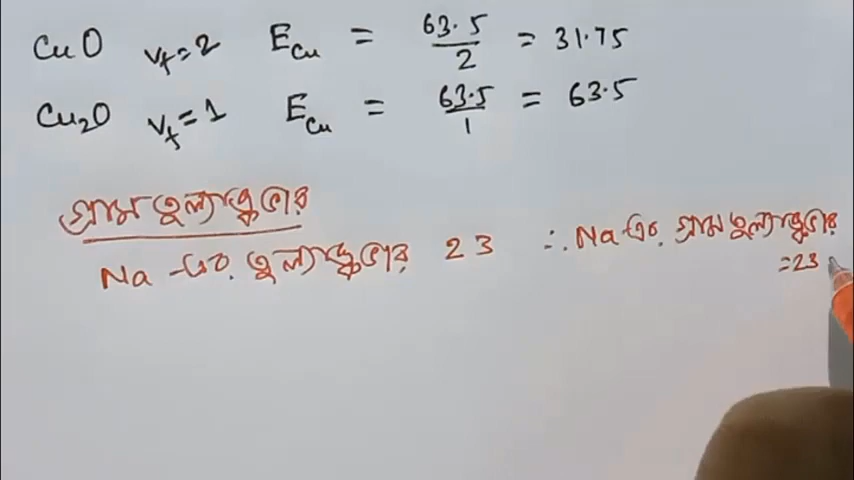 CuO V_f=2 E_Cu = 63.5/2 = 31.75
Cu₂O V_f=1 E_Cu = 63.5/1 = 63.5
গ্রাম তুল্যাঙ্কভার
Na -এর তুল্যাঙ্কভার 23 ∴ Na -এর গ্রাম তুল্যাঙ্কভার
=23